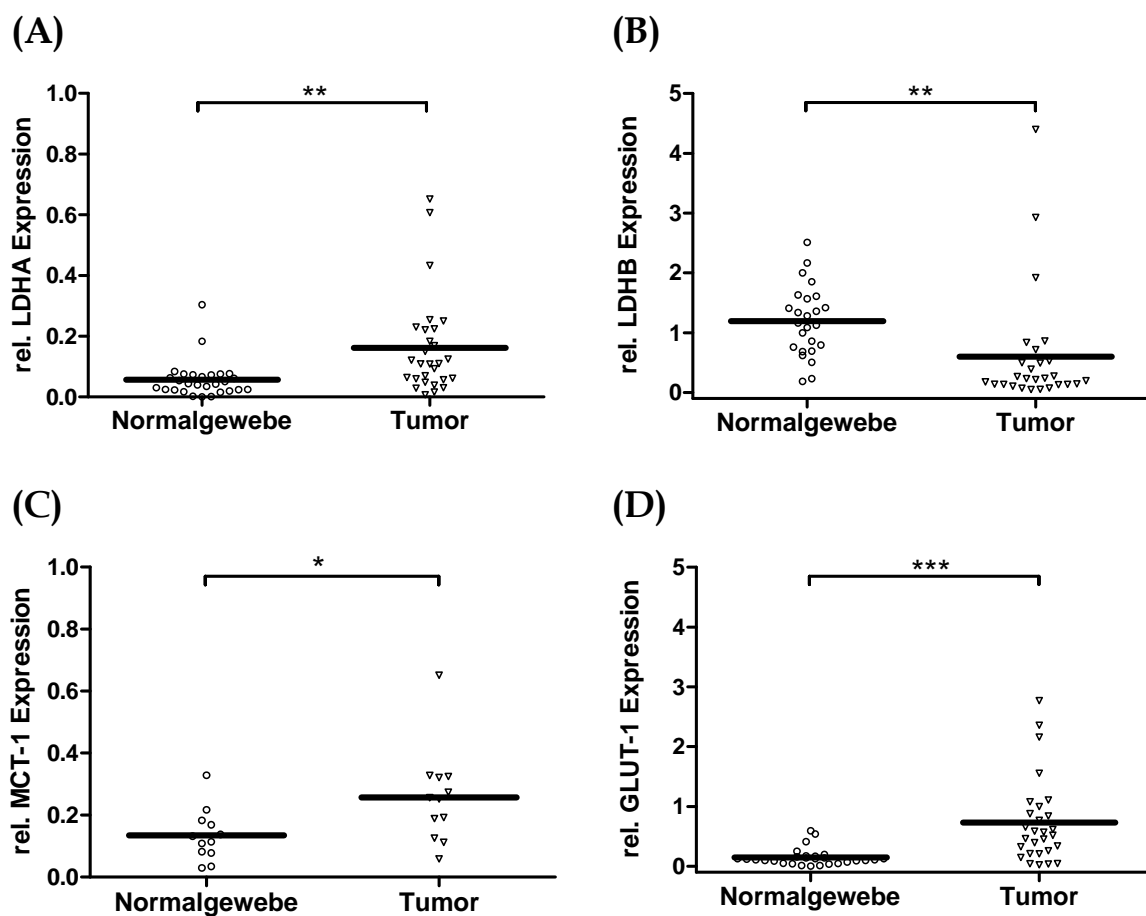 (A)
rel. LDHA Expression
1.0
0.8
0.6
0.4
0.2
0.0
**
Normalgewebe
Tumor
(B)
rel. LDHB Expression
5
4
3
2
1
0
**
Normalgewebe
Tumor
(C)
rel. MCT-1 Expression
1.0
0.8
0.6
0.4
0.2
0.0
*
Normalgewebe
Tumor
(D)
rel. GLUT-1 Expression
5
4
3
2
1
0
***
Normalgewebe
Tumor